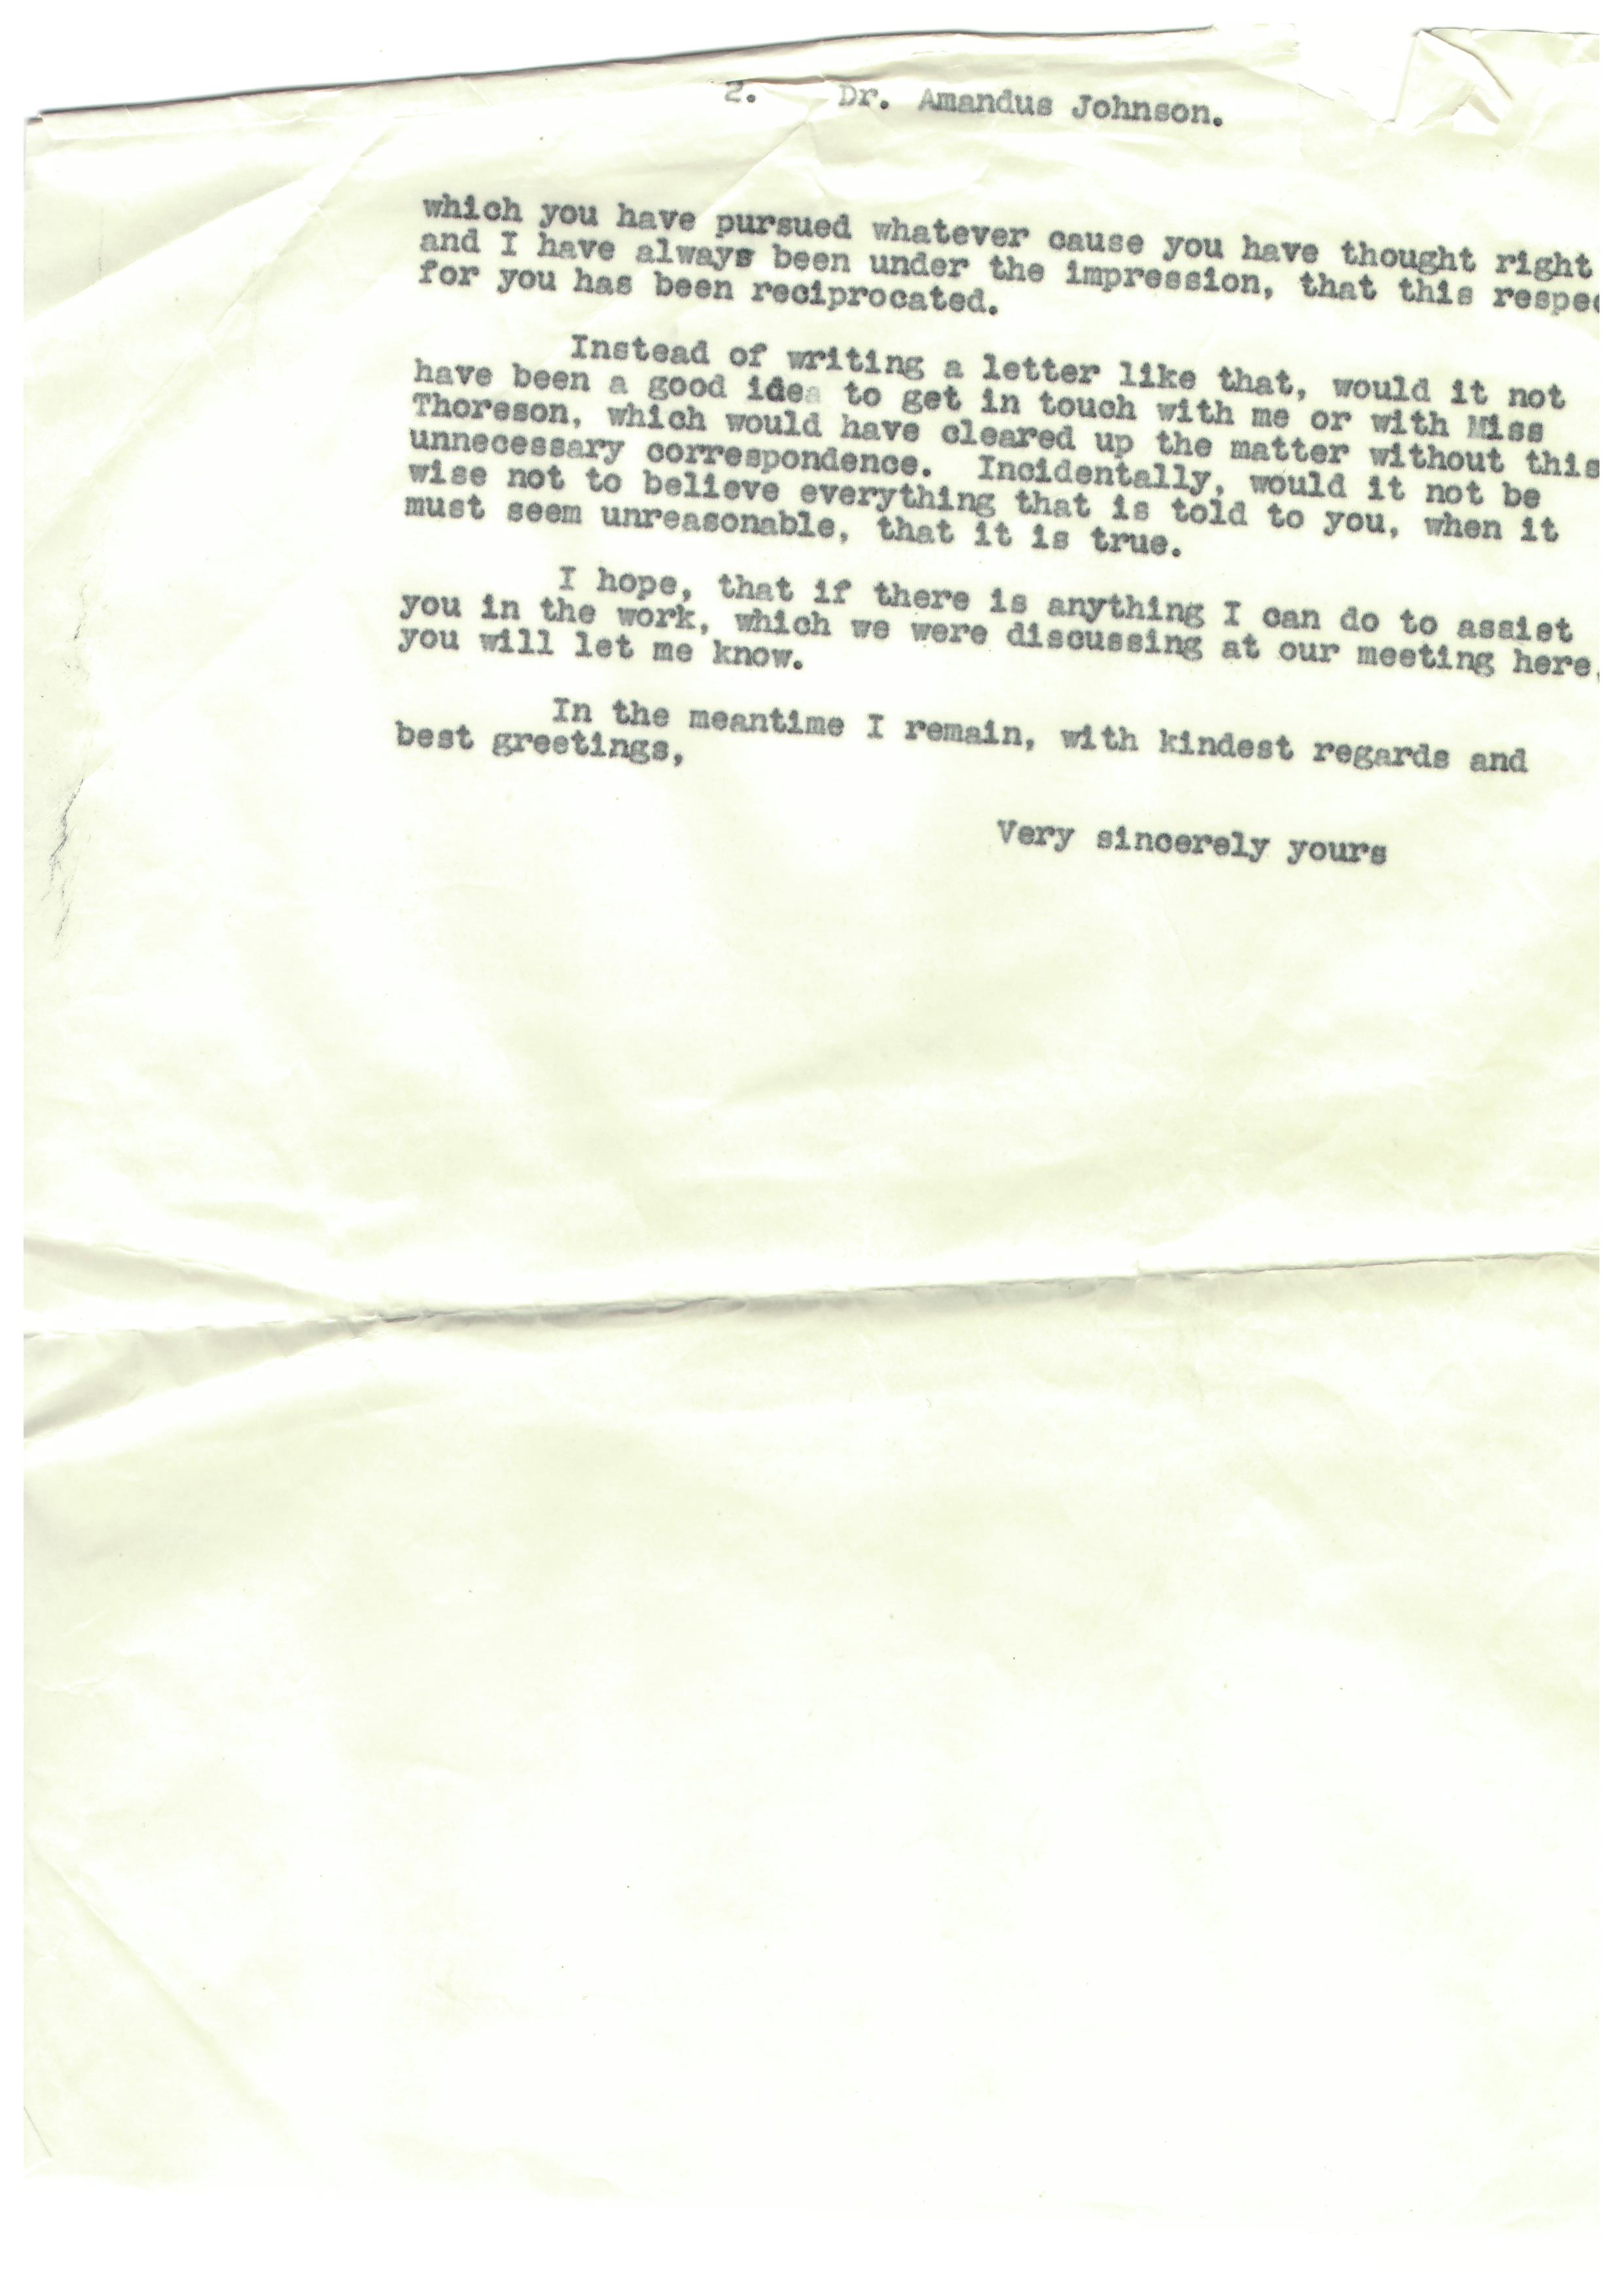 2. Dr. Amandus Johnson.
which you have pursued whatever cause you have thought right
and I have always been under the impression, that this respec
for you has been reciprocated.
Instead of writing a letter like that, would it not
have been a good idea to get in touch with me or with Miss
Thoreson, which would have cleared up the matter without this
unnecessary correspondence. Incidentally, would it not be
wise not to believe everything that is told to you, when it
must seem unreasonable, that it is true.
I hope, that if there is anything I can do to assist
you in the work, which we were discussing at our meeting here,
you will let me know.
In the meantime I remain, with kindest regards and
best greetings,
Very sincerely yours